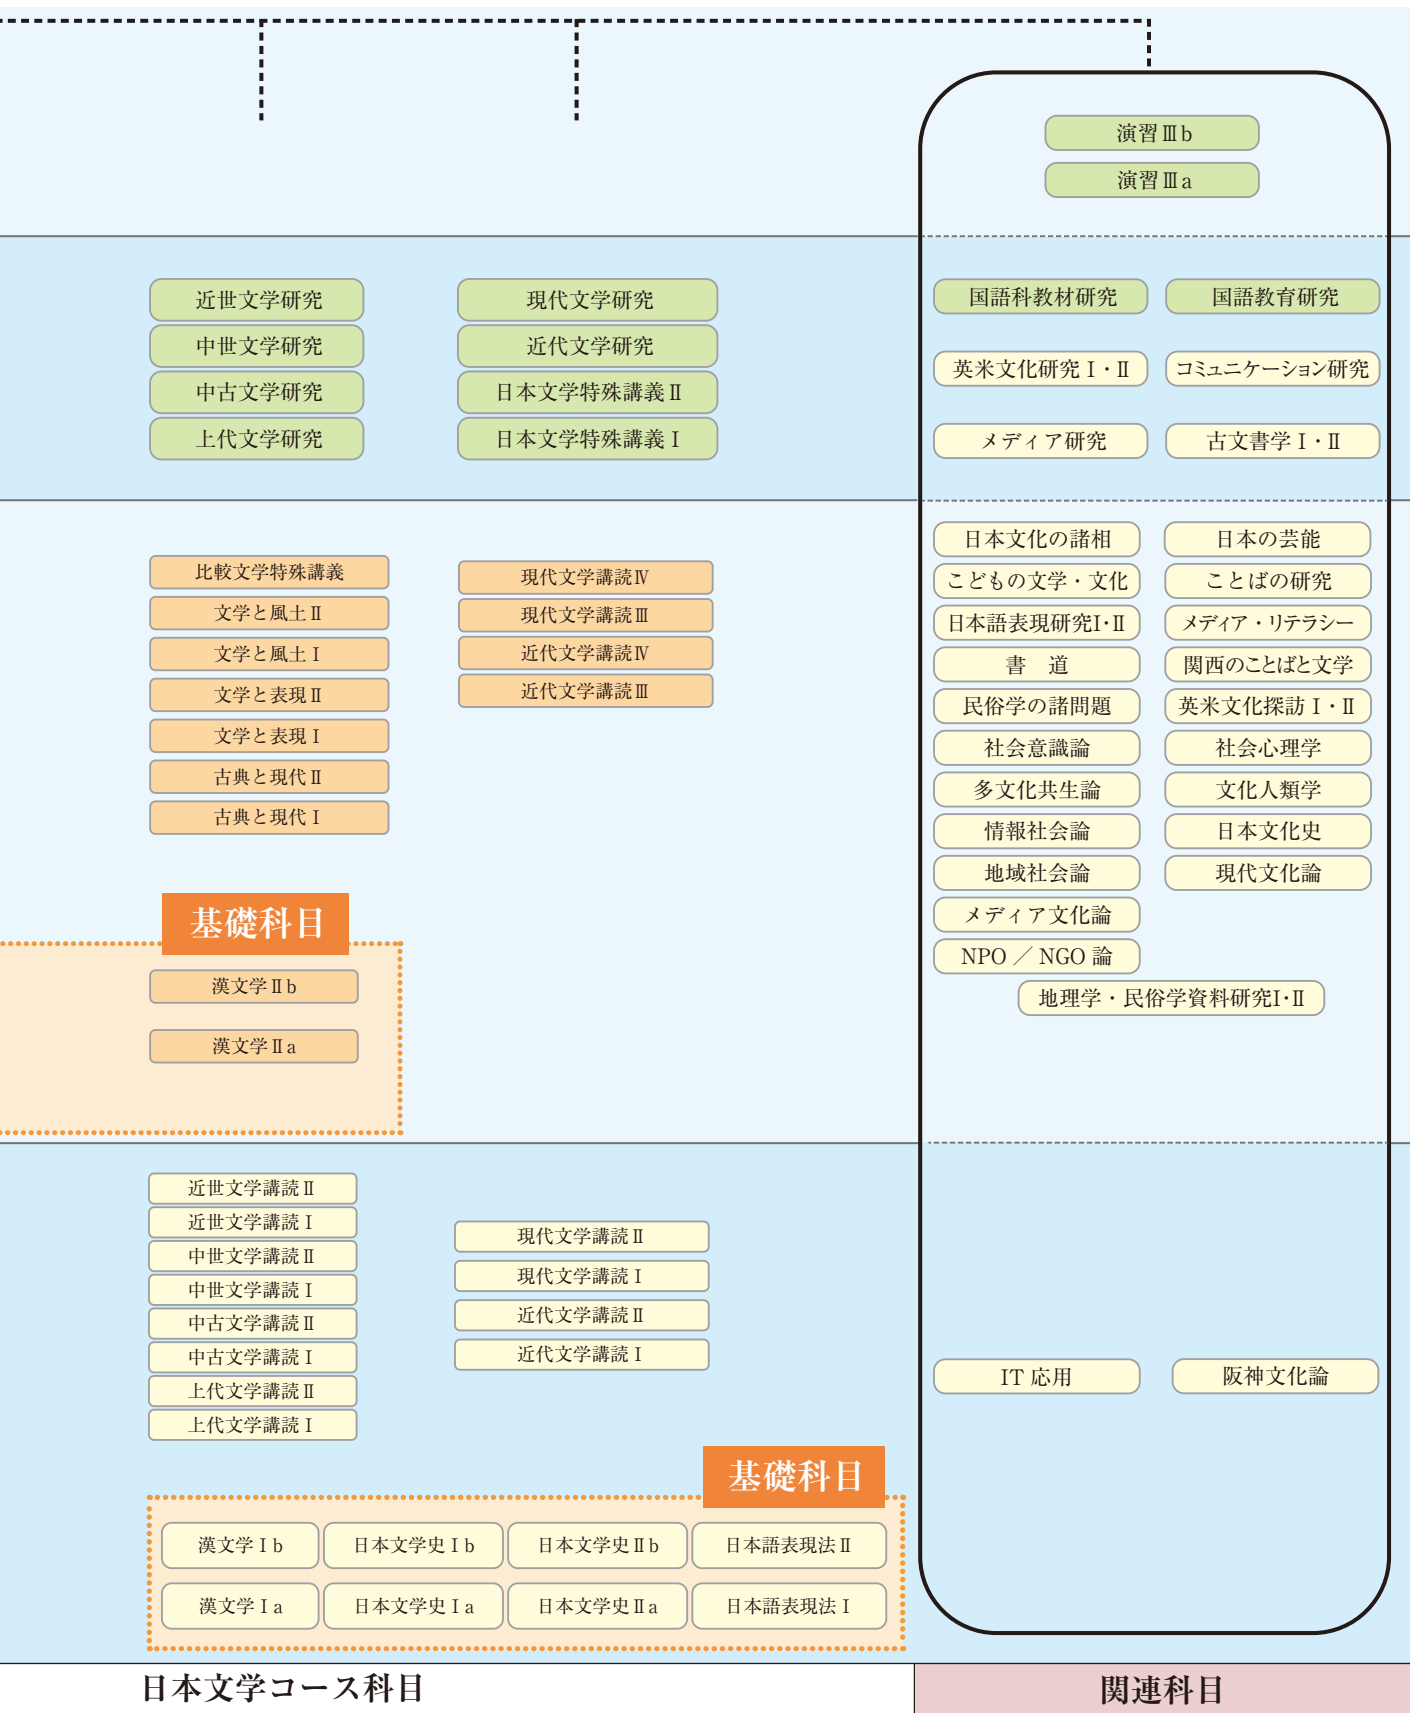 演習Ⅲb
演習Ⅲa
近世文学研究
中世文学研究
中古文学研究
上代文学研究
現代文学研究
近代文学研究
日本文学特殊講義Ⅱ
日本文学特殊講義Ⅰ
国語科教材研究
国語教育研究
英米文化研究Ⅰ・Ⅱ
コミュニケーション研究
メディア研究
古文書学Ⅰ・Ⅱ
比較文学特殊講義
文学と風土Ⅱ
文学と風土Ⅰ
文学と表現Ⅱ
文学と表現Ⅰ
古典と現代Ⅱ
古典と現代Ⅰ
現代文学講読Ⅳ
現代文学講読Ⅲ
近代文学講読Ⅳ
近代文学講読Ⅲ
日本文化の諸相
日本の芸能
こどもの文学・文化
ことばの研究
日本語表現研究Ⅰ・Ⅱ
メディア・リテラシー
書　道
関西のことばと文学
民俗学の諸問題
英米文化探訪Ⅰ・Ⅱ
社会意識論
社会心理学
多文化共生論
文化人類学
情報社会論
日本文化史
地域社会論
現代文化論
メディア文化論
NPO／NGO論
地理学・民俗学資料研究Ⅰ・Ⅱ
基礎科目
漢文学Ⅱb
漢文学Ⅱa
近世文学講読Ⅱ
近世文学講読Ⅰ
中世文学講読Ⅱ
中世文学講読Ⅰ
中古文学講読Ⅱ
中古文学講読Ⅰ
上代文学講読Ⅱ
上代文学講読Ⅰ
現代文学講読Ⅱ
現代文学講読Ⅰ
近代文学講読Ⅱ
近代文学講読Ⅰ
IT応用
阪神文化論
基礎科目
漢文学Ⅰb
日本文学史Ⅰb
日本文学史Ⅱb
日本語表現法Ⅱ
漢文学Ⅰa
日本文学史Ⅰa
日本文学史Ⅱa
日本語表現法Ⅰ
日本文学コース科目
関連科目